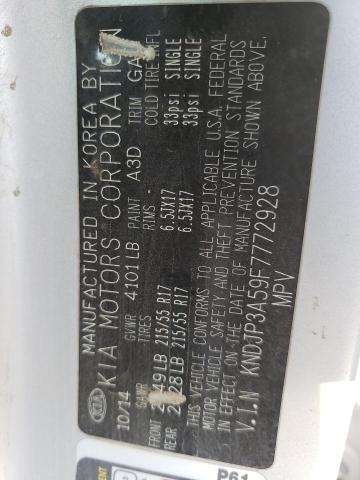 MANUFACTURED IN KOREA BY
KIA MOTORS CORPORATION
KIA
10/14 GVWR 4101LB PAINT A3D TRIM
GAWR TIRES RIMS COLD TIRE INFL
FRONT 215/55 R17 6.5JX17 33psi SINGLE
REAR 215/55 R17 6.5JX17 33psi SINGLE
THIS VEHICLE CONFORMS TO ALL APPLICABLE U.S.A. FEDERAL
MOTOR VEHICLE SAFETY AND THEFT PREVENTION STANDARDS
IN EFFECT ON THE DATE OF MANUFACTURE SHOWN ABOVE.
V.I.N KNDJP3A59F7772928
MPV
P61